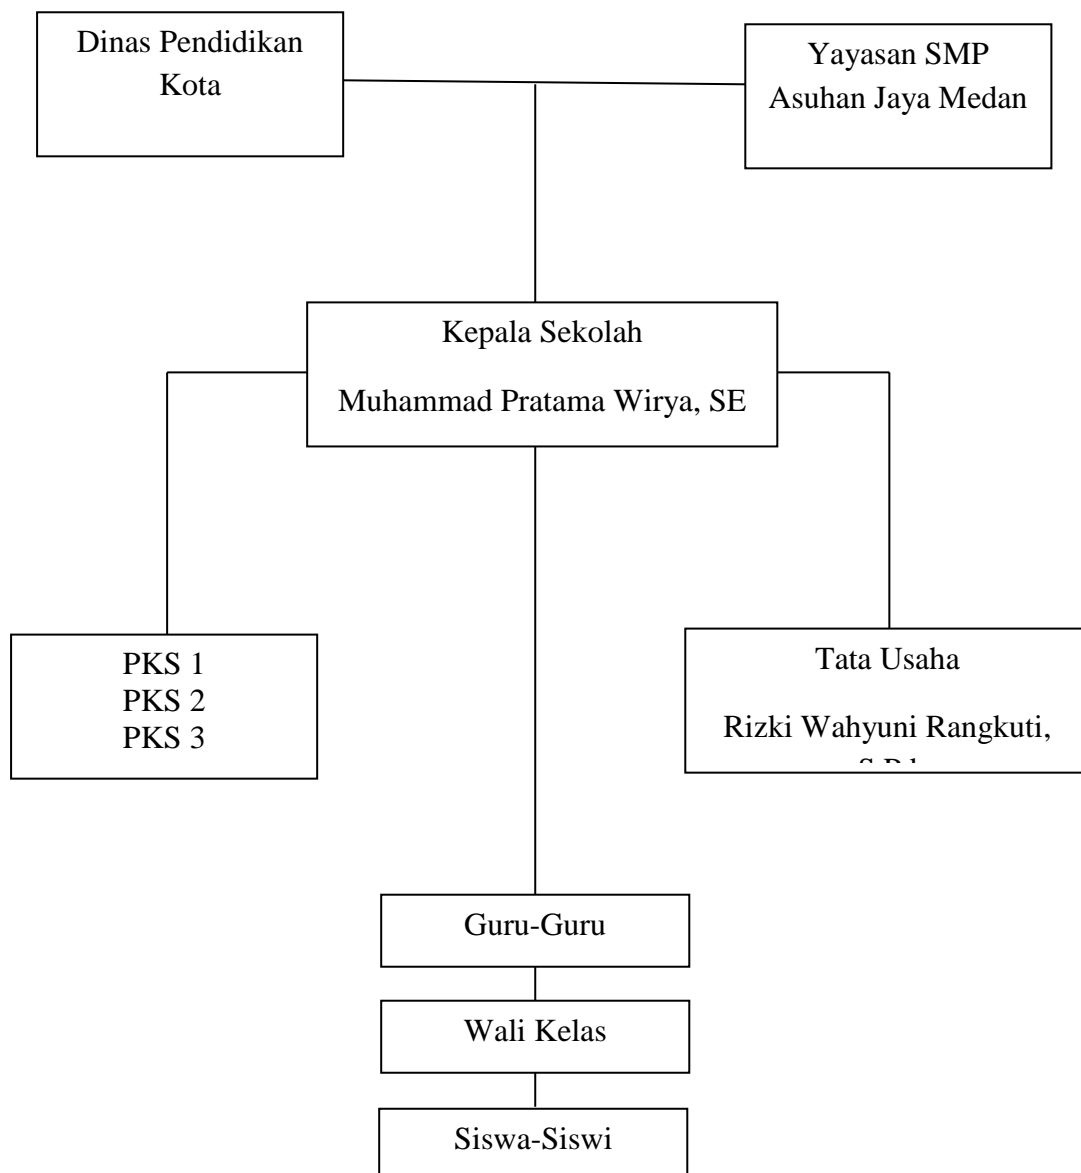 Dinas Pendidikan
Kota
Yayasan SMP
Asuhan Jaya Medan
Kepala Sekolah
Muhammad Pratama Wirya, SE
PKS 1
PKS 2
PKS 3
Tata Usaha
Rizki Wahyuni Rangkuti,
Guru-Guru
Wali Kelas
Siswa-Siswi